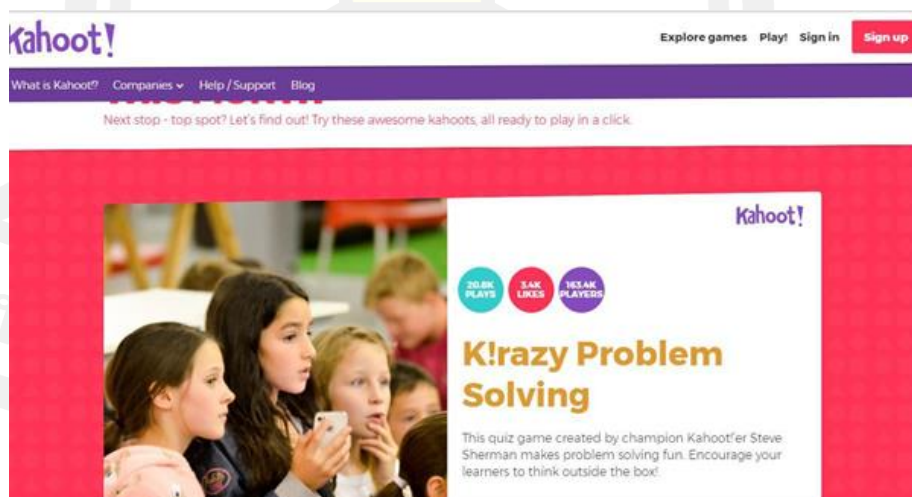 Kahoot!
Explore games Play! Sign in Sign up
What is Kahoot!? Companies Help / Support Blog
Next stop - top spot? Let's find out! Try these awesome kahoots, all ready to play in a click.
Kahoot!
20.8K PLAYS
3.4K LIKES
163.4K PLAYERS
K!razy Problem
Solving
This quiz game created by champion Kahoot!'er Steve
Sherman makes problem solving fun. Encourage your
learners to think outside the box!